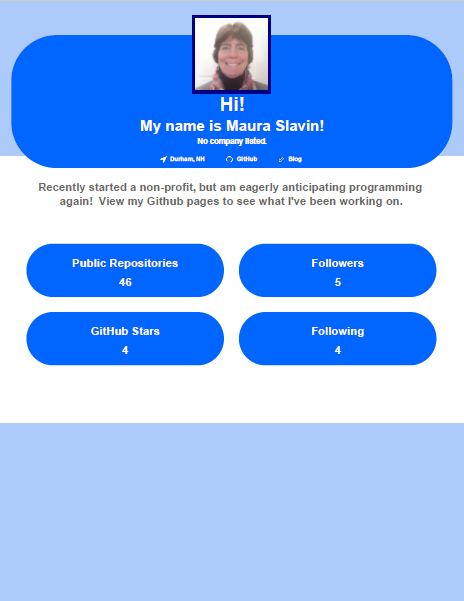 Hi!
My name is Maura Slavin!
No company listed.
Durham, NH GitHub Blog
Recently started a non-profit, but am eagerly anticipating programming
again! View my Github pages to see what I've been working on.
Public Repositories
46
Followers
5
GitHub Stars
4
Following
4